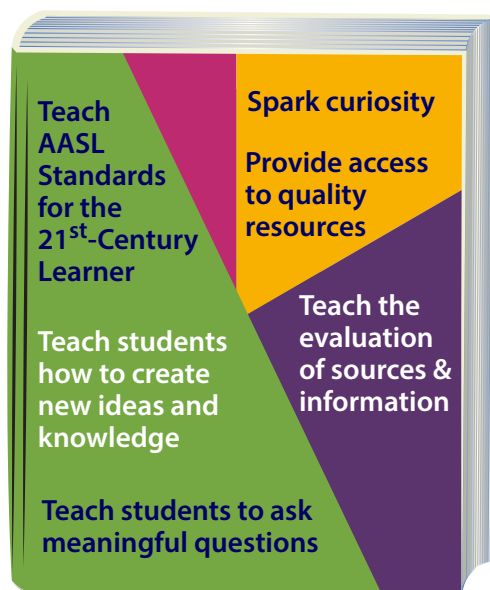 Teach
AASL
Standards
for the
21st-Century
Learner
Spark curiosity
Provide access
to quality
resources
Teach the
evaluation
of sources &
information
Teach students
how to create
new ideas and
knowledge
Teach students to ask
meaningful questions